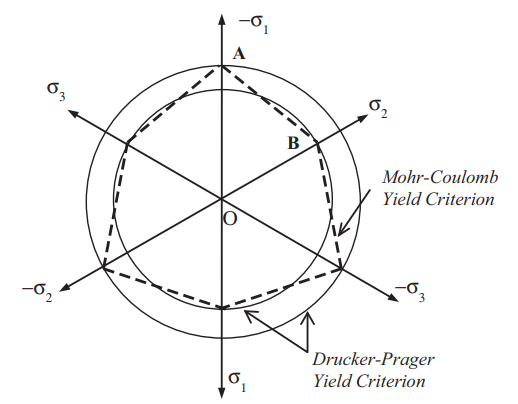 −σ1
A
σ3
σ2
B
Mohr-Coulomb
Yield Criterion
O
−σ2
−σ3
Drucker-Prager
Yield Criterion
σ1